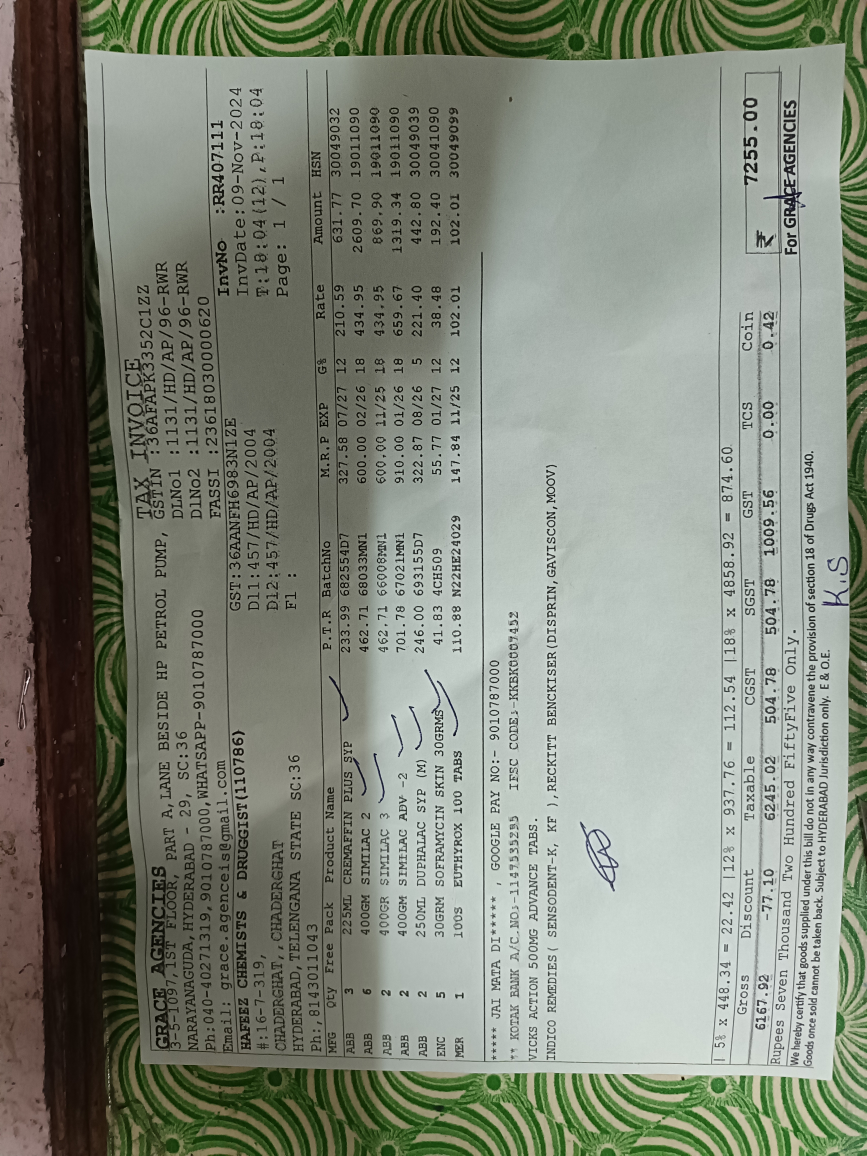 TAX INVOICE
GRACE AGENCIES
3-5-1097,1ST FLOOR, PART A,LANE BESIDE HP PETROL PUMP, GSTIN :36AFAPK3352C1ZZ
NARAYANAGUDA,HYDERABAD - 29, SC:36 DLNo1 :1131/HD/AP/96-RWR
Ph:040-40271319,9010787000,WHATSAPP-9010787000 DlNo2 :1131/HD/AP/96-RWR
Email: grace.agenceis@gmail.com FASSI :23618030000620
HAFEEZ CHEMISTS & DRUGGIST(110786) GST:36AANFH6983N1ZE InvNo :RR407111
#:16-7-319, Dl1:457/HD/AP/2004 InvDate:09-Nov-2024
CHADERGHAT,,CHADERGHAT Dl2:457/HD/AP/2004 T:18:04(12),P:18:04
HYDERABAD,TELENGANA STATE SC:36 Fl : Page: 1 / 1
Ph:,8143011043
MFG Qty Free Pack Product Name P.T.R BatchNo M.R.P EXP G% Rate Amount HSN
ABB 3 225ML CREMAFFIN PLUS SYP 233.99 682554D7 327.58 07/27 12 210.59 631.77 30049032
ABB 6 400GM SIMILAC 2 462.71 68033MN1 600.00 02/26 18 434.95 2609.70 19011090
ABB 2 400GR SIMILAC 3 462.71 66008MN1 600.00 11/25 18 434.95 869.90 19011090
ABB 2 400GM SIMILAC ADV -2 701.78 67021MN1 910.00 01/26 18 659.67 1319.34 19011090
ABB 2 250ML DUPHALAC SYP (M) 246.00 693155D7 322.87 08/26 5 221.40 442.80 30049039
ENC 5 30GRM SOFRAMYCIN SKIN 30GRMS 41.83 4CH509 55.77 01/27 12 38.48 192.40 30041090
MER 1 100S EUTHYROX 100 TABS 110.88 N22HE24029 147.84 11/25 12 102.01 102.01 30049099
***** JAI MATA DI***** , GOOGLE PAY NO:- 9010787000
** KOTAK BANK A/C.NO:-1147535295 IFSC CODE:-KKBK0007452
VICKS ACTION 500MG ADVANCE TABS.
INDICO REMEDIES( SENSODENT-K, KF ),RECKITT BENCKISER(DISPRIN,GAVISCON,MOOV)
| 5% x 448.34 = 22.42 |12% x 937.76 = 112.54 |18% x 4858.92 = 874.60
Gross Discount Taxable CGST SGST GST TCS Coin
6167.92 -77.10 6245.02 504.78 504.78 1009.56 0.00 0.42 ₹ 7255.00
Rupees Seven Thousand Two Hundred FiftyFive Only.
For GRACE AGENCIES
We hereby certify that goods supplied under this bill do not in any way contravene the provision of section 18 of Drugs Act 1940.
Goods once sold cannot be taken back. Subject to HYDERABAD Jurisdiction only. E & O.E.
K.S